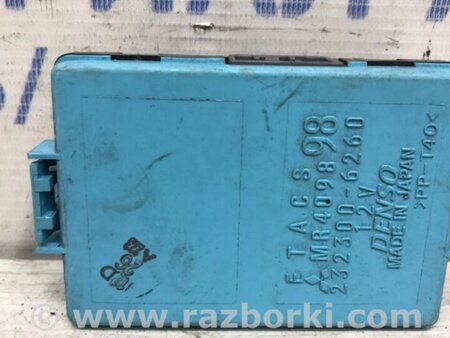 ETACS
MR409898
232300-6260
12V
DENSO
MADE IN JAPAN
>PP-T40<
© www.razborki.com